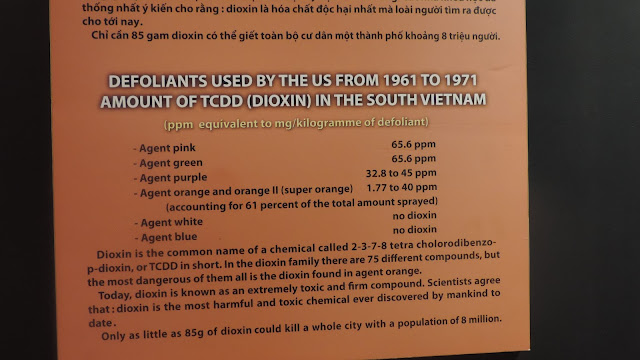 thống nhất ý kiến cho rằng : dioxin là hóa chất độc hại nhất mà loài người tìm ra được
cho tới nay.
Chỉ cần 85 gam dioxin có thể giết toàn bộ cư dân một thành phố khoảng 8 triệu người.
DEFOLIANTS USED BY THE US FROM 1961 TO 1971
AMOUNT OF TCDD (DIOXIN) IN THE SOUTH VIETNAM
(ppm equivalent to mg/kilogramme of defoliant)
- Agent pink 65.6 ppm
- Agent green 65.6 ppm
- Agent purple 32.8 to 45 ppm
- Agent orange and orange II (super orange) 1.77 to 40 ppm
(accounting for 61 percent of the total amount sprayed)
- Agent white no dioxin
- Agent blue no dioxin
Dioxin is the common name of a chemical called 2-3-7-8 tetra cholorodibenzo-
p-dioxin, or TCDD in short. In the dioxin family there are 75 different compounds, but
the most dangerous of them all is the dioxin found in agent orange.
Today, dioxin is known as an extremely toxic and firm compound. Scientists agree
that : dioxin is the most harmful and toxic chemical ever discovered by mankind to
date.
Only as little as 85g of dioxin could kill a whole city with a population of 8 million.